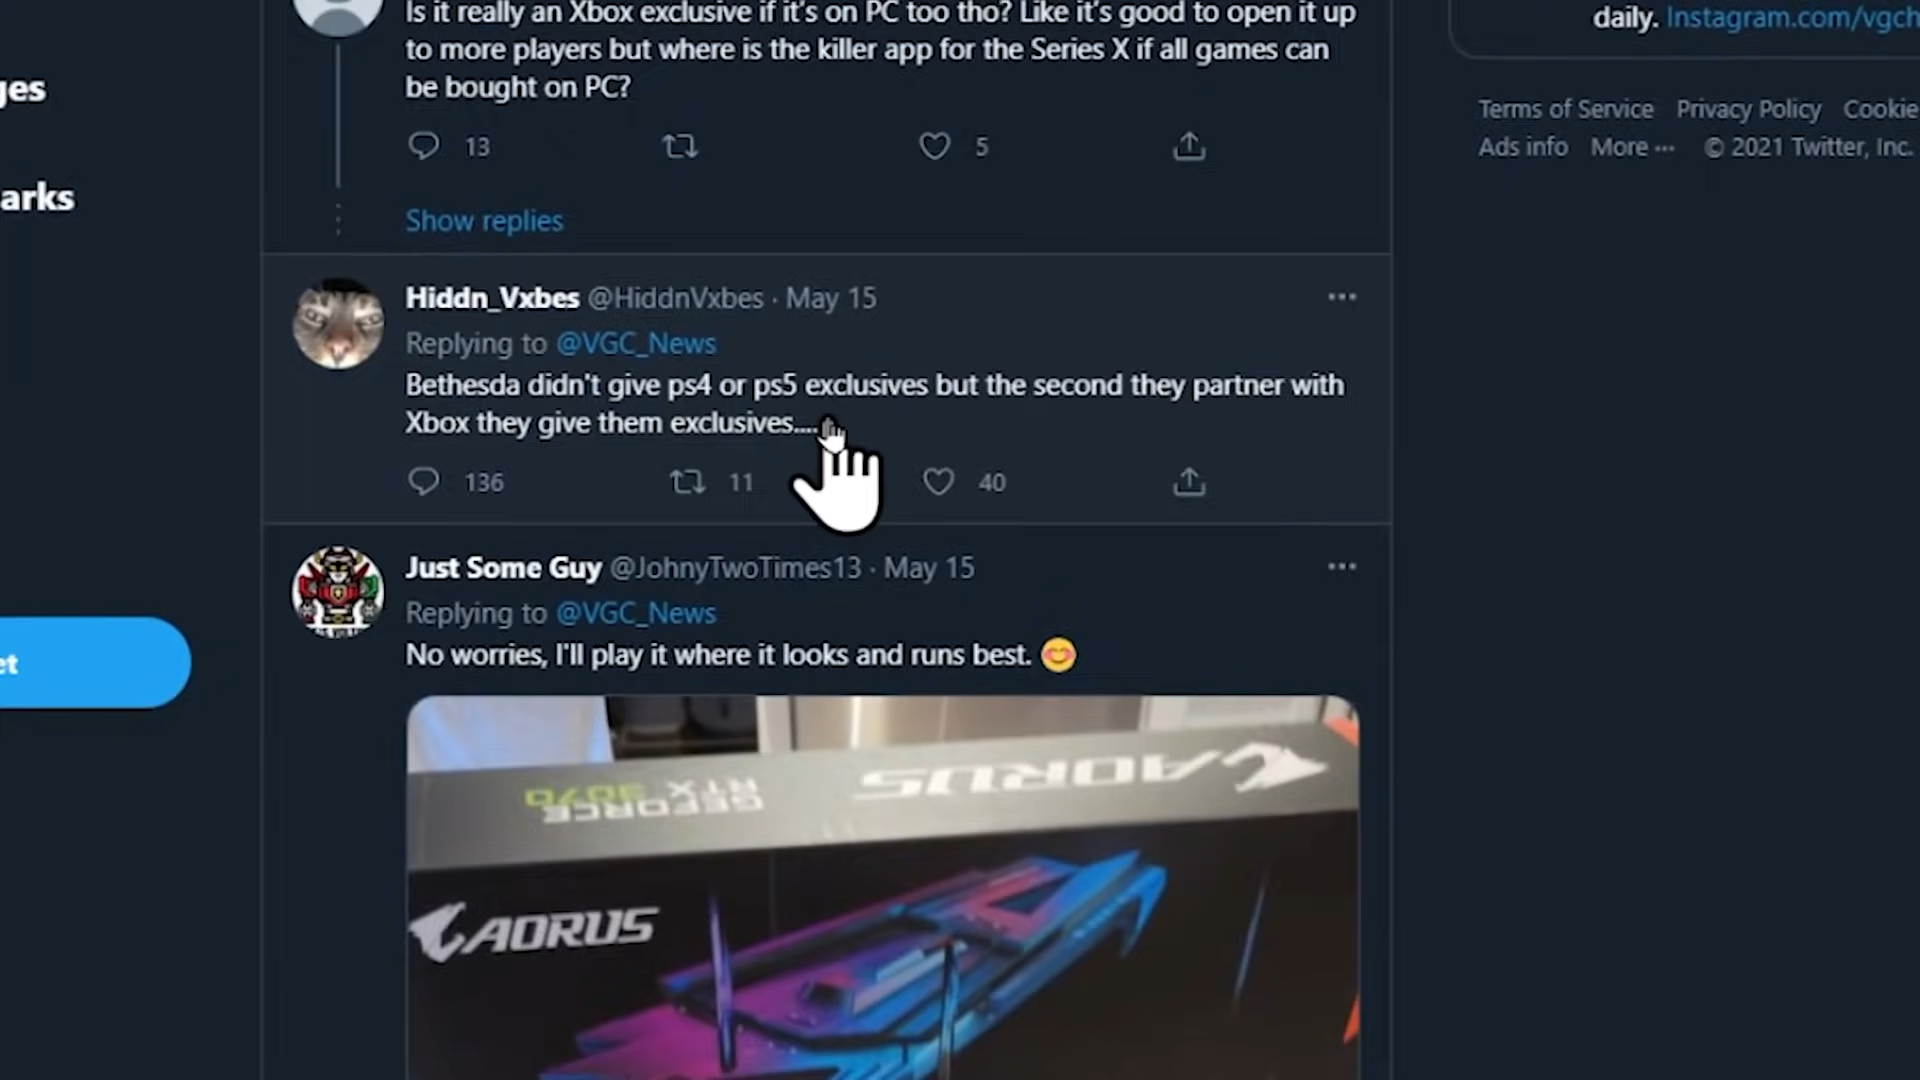 Is it really an Xbox exclusive if it's on PC too tho? Like it's good to open it up
to more players but where is the killer app for the Series X if all games can
be bought on PC?
13
5
Show replies
Hiddn_Vxbes @HiddnVxbes · May 15
Replying to @VGC_News
Bethesda didn't give ps4 or ps5 exclusives but the second they partner with
Xbox they give them exclusives....
136
11
40
Just Some Guy @JohnyTwoTimes13 · May 15
Replying to @VGC_News
No worries, I'll play it where it looks and runs best. 😊
AORUS
GEFORCE
RTX 3070
AORUS
ges
arks
et
daily. Instagram.com/vgch
Terms of Service Privacy Policy Cookie
Ads info More ··· © 2021 Twitter, Inc.